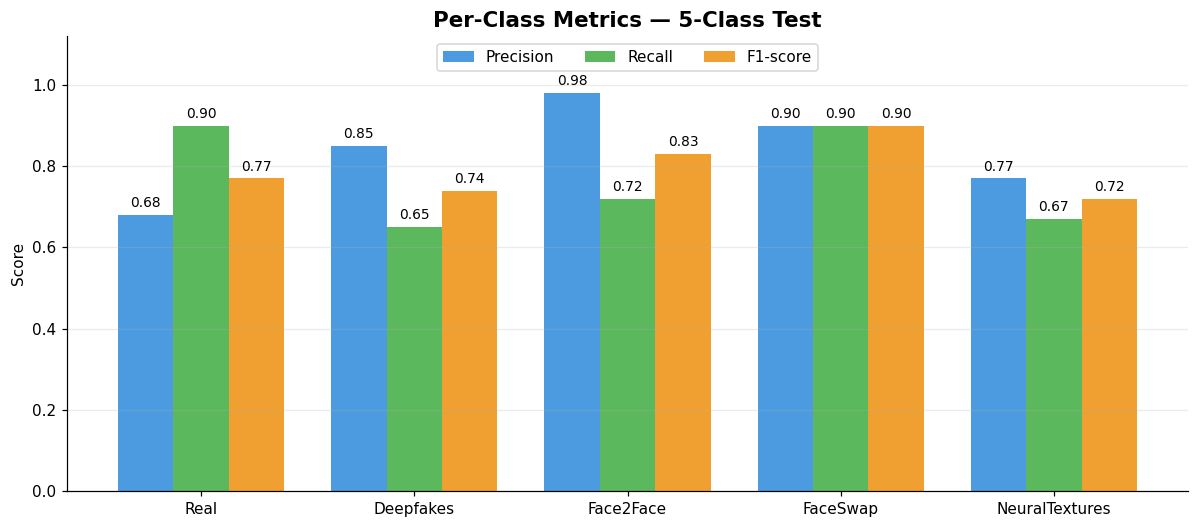 Per-Class Metrics — 5-Class Test
Precision Recall F1-score
Score
1.0
0.8
0.6
0.4
0.2
0.0
0.68 0.90 0.77
0.85 0.65 0.74
0.98 0.72 0.83
0.90 0.90 0.90
0.77 0.67 0.72
Real Deepfakes Face2Face FaceSwap NeuralTextures